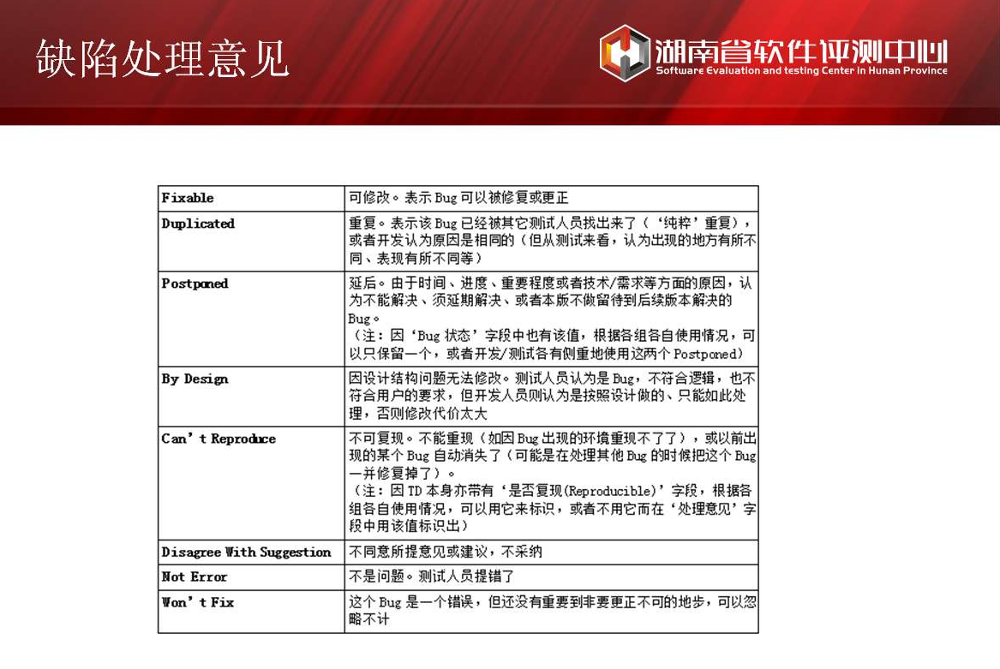 缺陷处理意见
湖南省软件评测中心
Software Evaluation and testing Center in Hunan Province
Fixable
可修改。表示 Bug 可以被修复或更正
Duplicated
重复。表示该 Bug 已经被其它测试人员找出来了（‘纯粹’重复），
或者开发认为原因是相同的（但从测试来看，认为出现的地方有所不
同、表现有所不同等）
Postponed
延后。由于时间、进度、重要程度或者技术/需求等方面的原因，认
为不能解决、须延期解决、或者本版不做留待到后续版本解决的
Bug。
（注：因‘Bug 状态’字段中也有该值，根据各组各自使用情况，可
以只保留一个，或者开发/测试各有侧重地使用这两个 Postponed）
By Design
因设计结构问题无法修改。测试人员认为是 Bug，不符合逻辑，也不
符合用户的要求，但开发人员则认为是按照设计做的、只能如此处
理，否则修改代价太大
Can’t Reproduce
不可复现。不能重现（如因 Bug 出现的环境重现不了了），或以前出
现的某个 Bug 自动消失了（可能是在处理其他 Bug 的时候把这个 Bug
一并修复掉了）。
（注：因 TD 本身亦带有‘是否复现(Reproducible)’字段，根据各
组各自使用情况，可以用它来标识，或者不用它而在‘处理意见’字
段中用该值标识出）
Disagree With Suggestion
不同意所提意见或建议，不采纳
Not Error
不是问题。测试人员提错了
Won’t Fix
这个 Bug 是一个错误，但还没有重要到非要更正不可的地步，可以忽
略不计